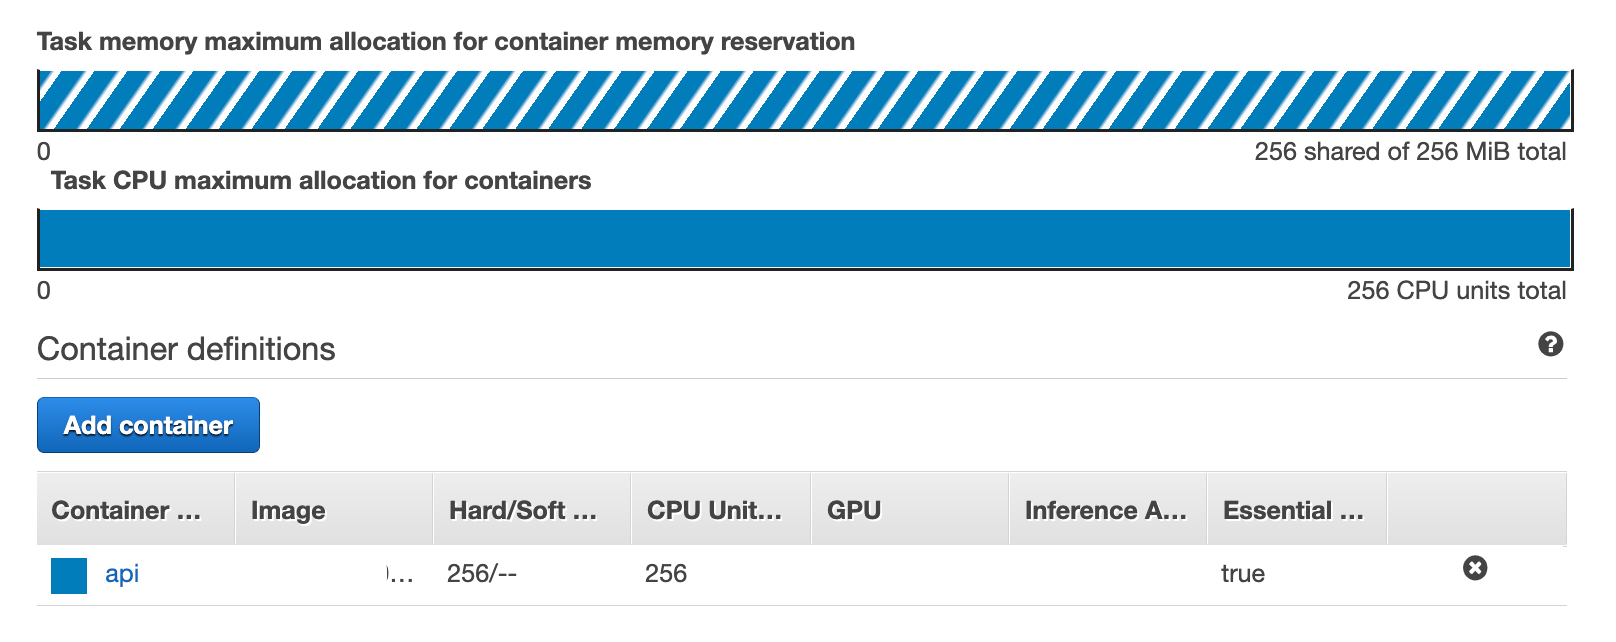 Task memory maximum allocation for container memory reservation
0 256 shared of 256 MiB total
Task CPU maximum allocation for containers
0 256 CPU units total
Container definitions
?
Add container
Container ... Image Hard/Soft ... CPU Unit... GPU Inference A... Essential ...
api )... 256/-- 256 true